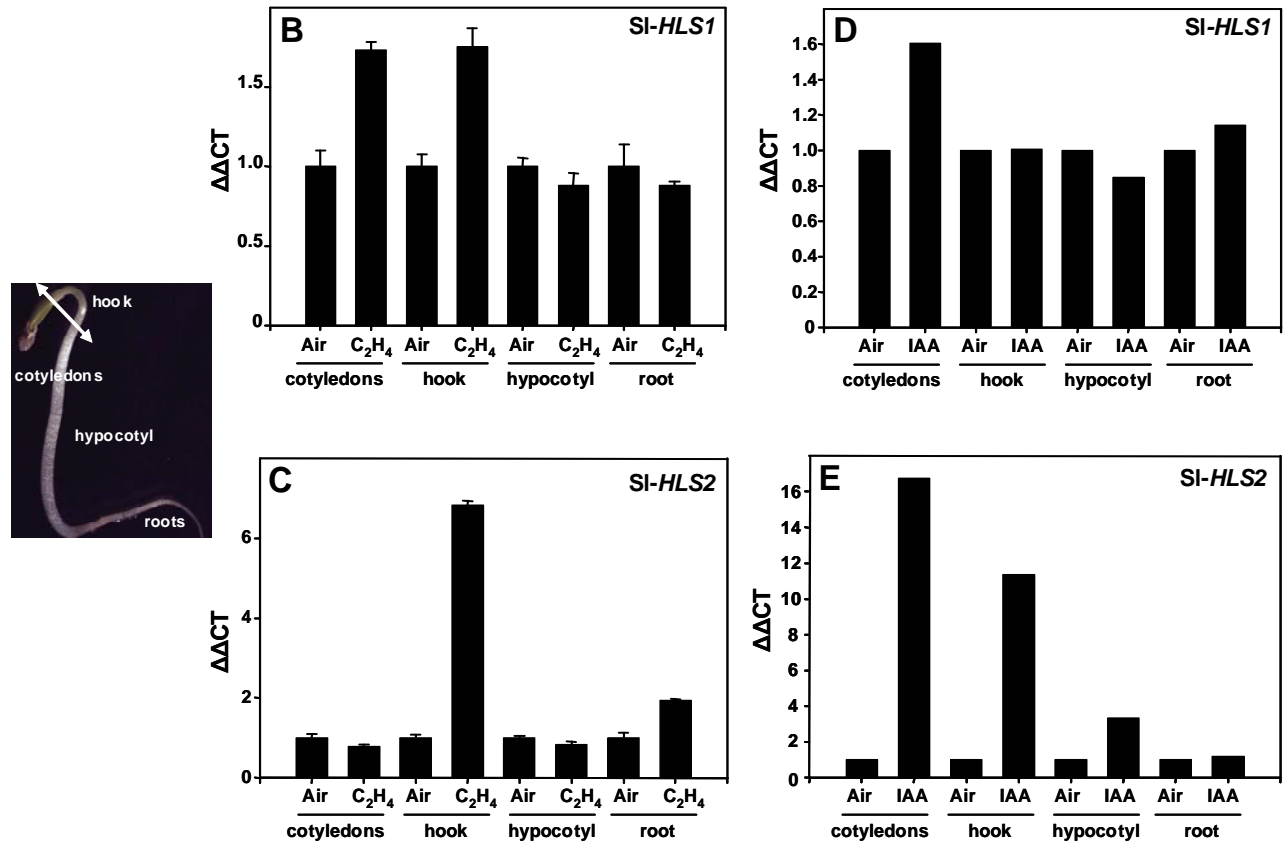 hook
cotyledons
hypocotyl
roots
B
Sl-HLS1
ΔΔCT
1.5
1.0
0.5
0
Air C₂H₄ Air C₂H₄ Air C₂H₄ Air C₂H₄
cotyledons hook hypocotyl root
D
Sl-HLS1
ΔΔCT
1.6
1.4
1.2
1.0
0.8
0.6
0.4
0.2
0
Air IAA Air IAA Air IAA Air IAA
cotyledons hook hypocotyl root
C
Sl-HLS2
ΔΔCT
6
4
2
0
Air C₂H₄ Air C₂H₄ Air C₂H₄ Air C₂H₄
cotyledons hook hypocotyl root
E
Sl-HLS2
ΔΔCT
16
14
12
10
8
6
4
2
0
Air IAA Air IAA Air IAA Air IAA
cotyledons hook hypocotyl root